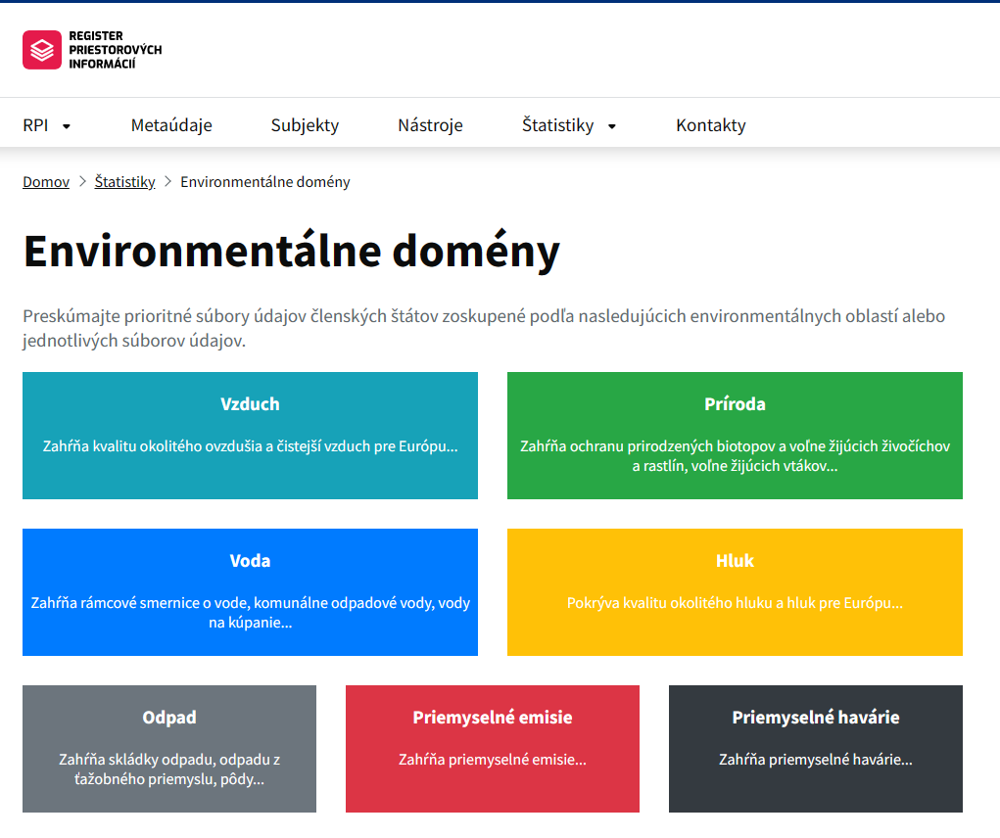 REGISTER
PRIESTOROVÝCH
INFORMÁCIÍ
RPI
Metaúdaje
Subjekty
Nástroje
Štatistiky
Kontakty
Domov
Štatistiky
Environmentálne domény
Environmentálne domény
Preskúmajte prioritné súbory údajov členských štátov zoskupené podľa nasledujúcich environmentálnych oblastí alebo
jednotlivých súborov údajov.
Vzduch
Zahŕňa kvalitu okolitého ovzdušia a čistejší vzduch pre Európu...
Príroda
Zahŕňa ochranu prirodzených biotopov a voľne žijúcich živočíchov
a rastlín, voľne žijúcich vtákov...
Voda
Zahŕňa rámcové smernice o vode, komunálne odpadové vody, vody
na kúpanie...
Hluk
Pokrýva kvalitu okolitého hluku a hluk pre Európu...
Odpad
Zahŕňa skládky odpadu, odpadu z
ťažobného priemyslu, pôdy...
Priemyselné emisie
Zahŕňa priemyselné emisie...
Priemyselné havárie
Zahŕňa priemyselné havárie...